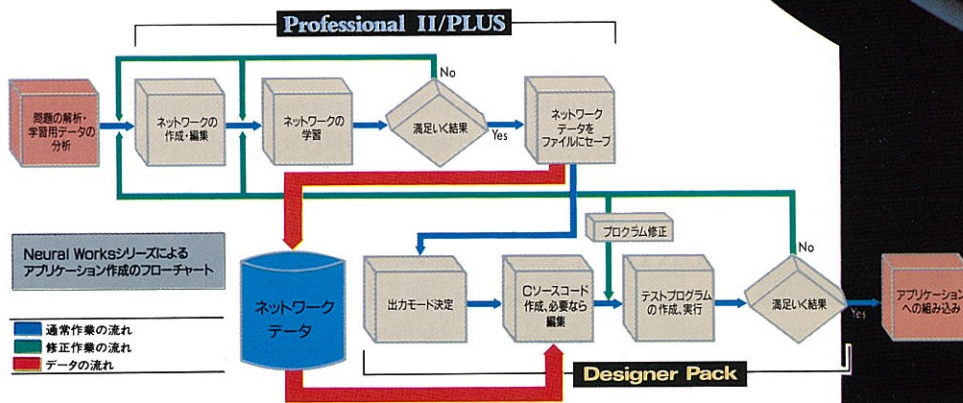 Professional II/PLUS
No
問題の解析・
学習用データの
分析
ネットワークの
作成・編集
ネットワークの
学習
満足いく結果
Yes
ネットワーク
データを
ファイルにセーブ
プログラム修正
No
Neural Worksシリーズによる
アプリケーション作成のフローチャート
ネットワーク
データ
出力モード決定
Cソースコード
作成、必要なら
編集
テストプログラム
の作成、実行
満足いく結果
Yes
アプリケーション
への組み込み
通常作業の流れ
修正作業の流れ
データの流れ
Designer Pack